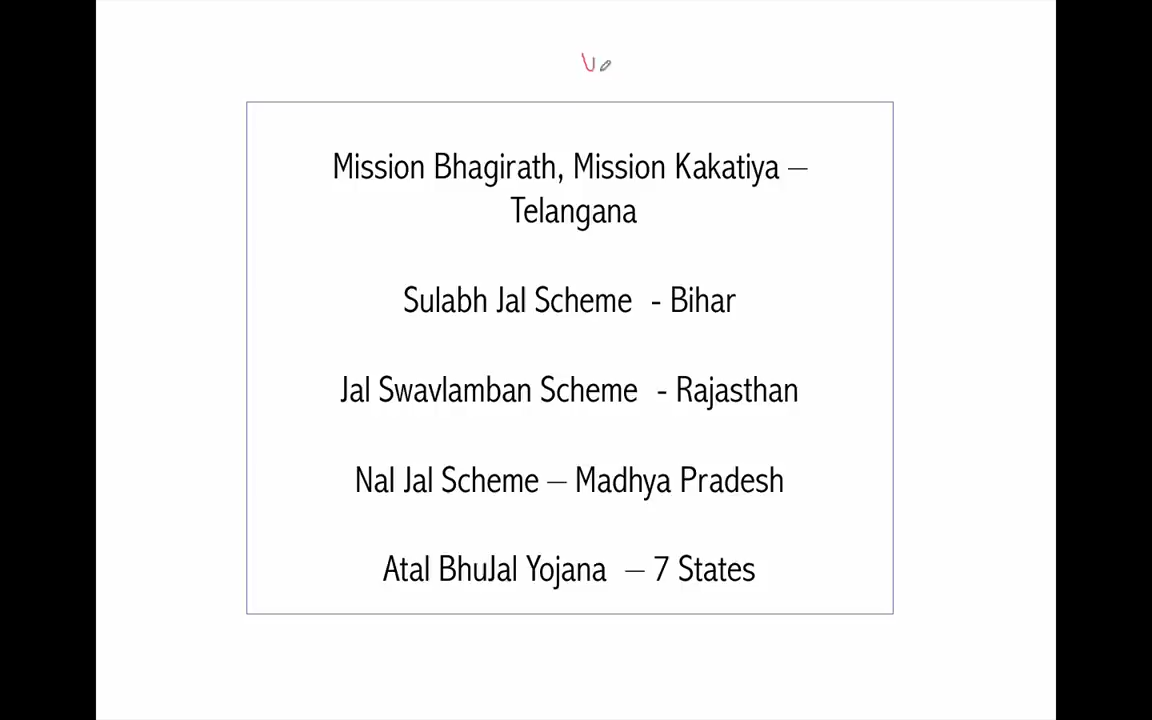 Mission Bhagirath, Mission Kakatiya –
Telangana
Sulabh Jal Scheme - Bihar
Jal Swavlamban Scheme - Rajasthan
Nal Jal Scheme – Madhya Pradesh
Atal BhuJal Yojana – 7 States